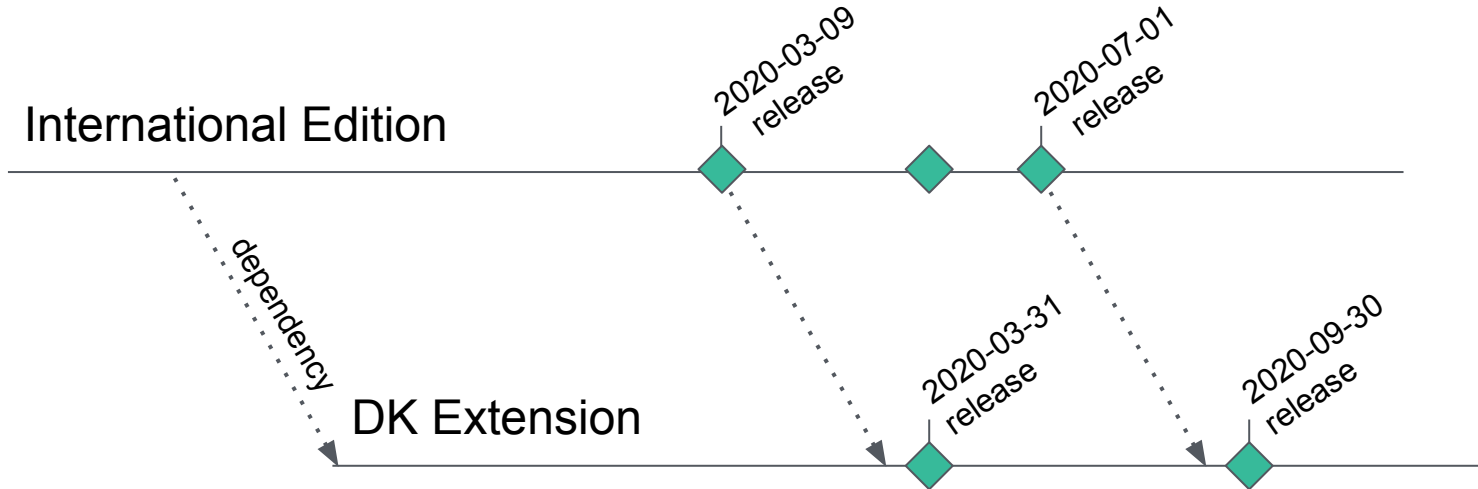 2020-03-09
release
2020-07-01
release
International Edition
dependency
2020-03-31
release
2020-09-30
release
DK Extension